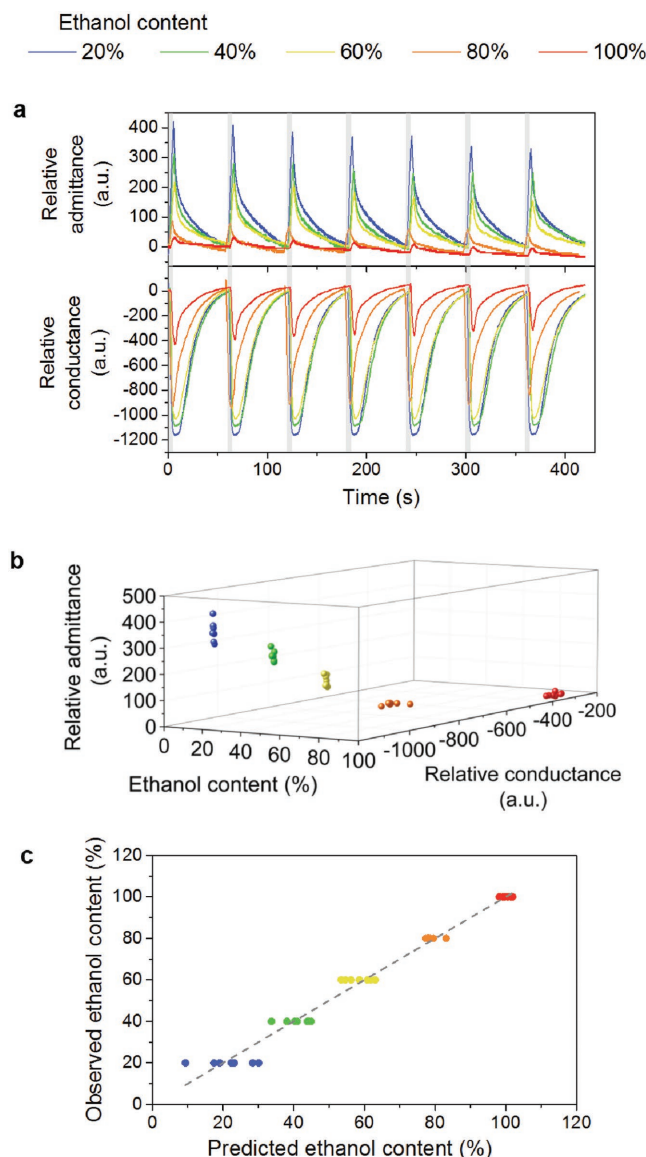 Ethanol content
20% 40% 60% 80% 100%
a
Relative admittance
(a.u.)
400
300
200
100
0
Relative conductance
(a.u.)
0
-200
-400
-600
-800
-1000
-1200
0 100 200 300 400
Time (s)
b
Relative admittance
(a.u.)
500
400
300
200
100
0
0 20 40 60 80 100
Ethanol content (%)
-1000 -800 -600 -400 -200
Relative conductance
(a.u.)
c
Observed ethanol content (%)
120
100
80
60
40
20
0
0 20 40 60 80 100 120
Predicted ethanol content (%)